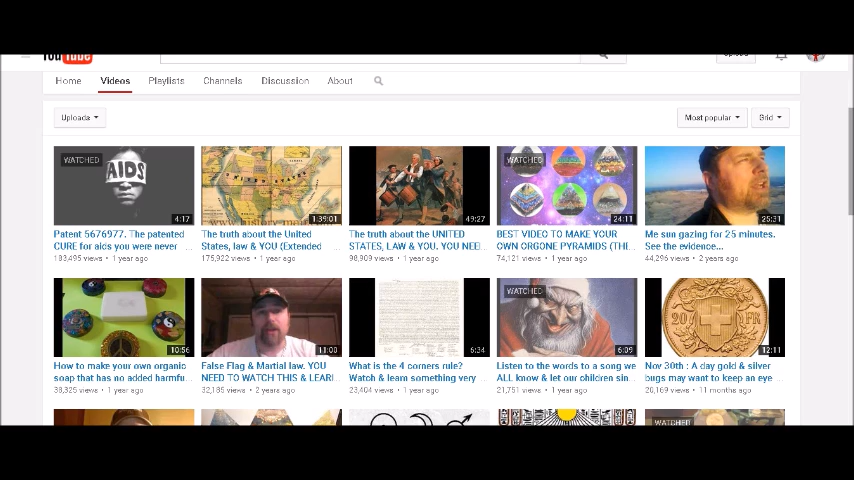 YouTube
Home Videos Playlists Channels Discussion About
Uploads Most popular Grid
WATCHED
AIDS
4:17
Patent 5676977. The patented
CURE for aids you were never
183,495 views • 1 year ago
UNITED STATES
1:39:01
The truth about the United
States, law & YOU (Extended
175,922 views • 1 year ago
49:27
The truth about the UNITED
STATES, LAW & YOU. YOU NEE
98,909 views • 1 year ago
WATCHED
24:11
BEST VIDEO TO MAKE YOUR
OWN ORGONE PYRAMIDS (THI
74,121 views • 1 year ago
25:31
Me sun gazing for 25 minutes.
See the evidence...
44,296 views • 2 years ago
10:56
How to make your own organic
soap that has no added harmfu
38,325 views • 1 year ago
11:00
False Flag & Martial law. YOU
NEED TO WATCH THIS & LEAR
32,185 views • 2 years ago
6:34
What is the 4 corners rule?
Watch & learn something very
23,404 views • 1 year ago
WATCHED
6:09
Listen to the words to a song we
ALL know & let our children sin
21,751 views • 1 year ago
20 FR
12:11
Nov 30th : A day gold & silver
bugs may want to keep an eye
20,169 views • 11 months ago
WATCHED